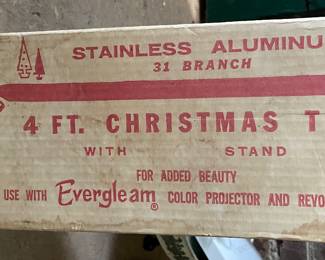 STAINLESS ALUMINU
31 BRANCH
4 FT. CHRISTMAS T
WITH STAND
FOR ADDED BEAUTY
USE WITH Evergleam® COLOR PROJECTOR AND REVO